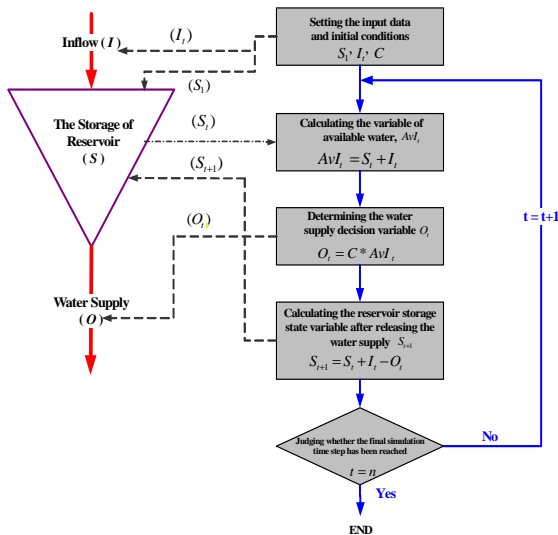 Inflow (I)
(I_t)
(S_1)
The Storage of
Reservoir
(S)
(S_t)
(S_{t+1})
(O_t)
Water Supply
(O)
Setting the input data
and initial conditions
S_1, I_t, C
Calculating the variable of
available water, AvI_t
AvI_t = S_t + I_t
Determining the water
supply decision variable O_t
O_t = C * AvI_t
Calculating the reservoir storage
state variable after releasing the
water supply S_{t+1}
S_{t+1} = S_t + I_t - O_t
Judging whether the final simulation
time step has been reached
t = n
No
t = t+1
Yes
END